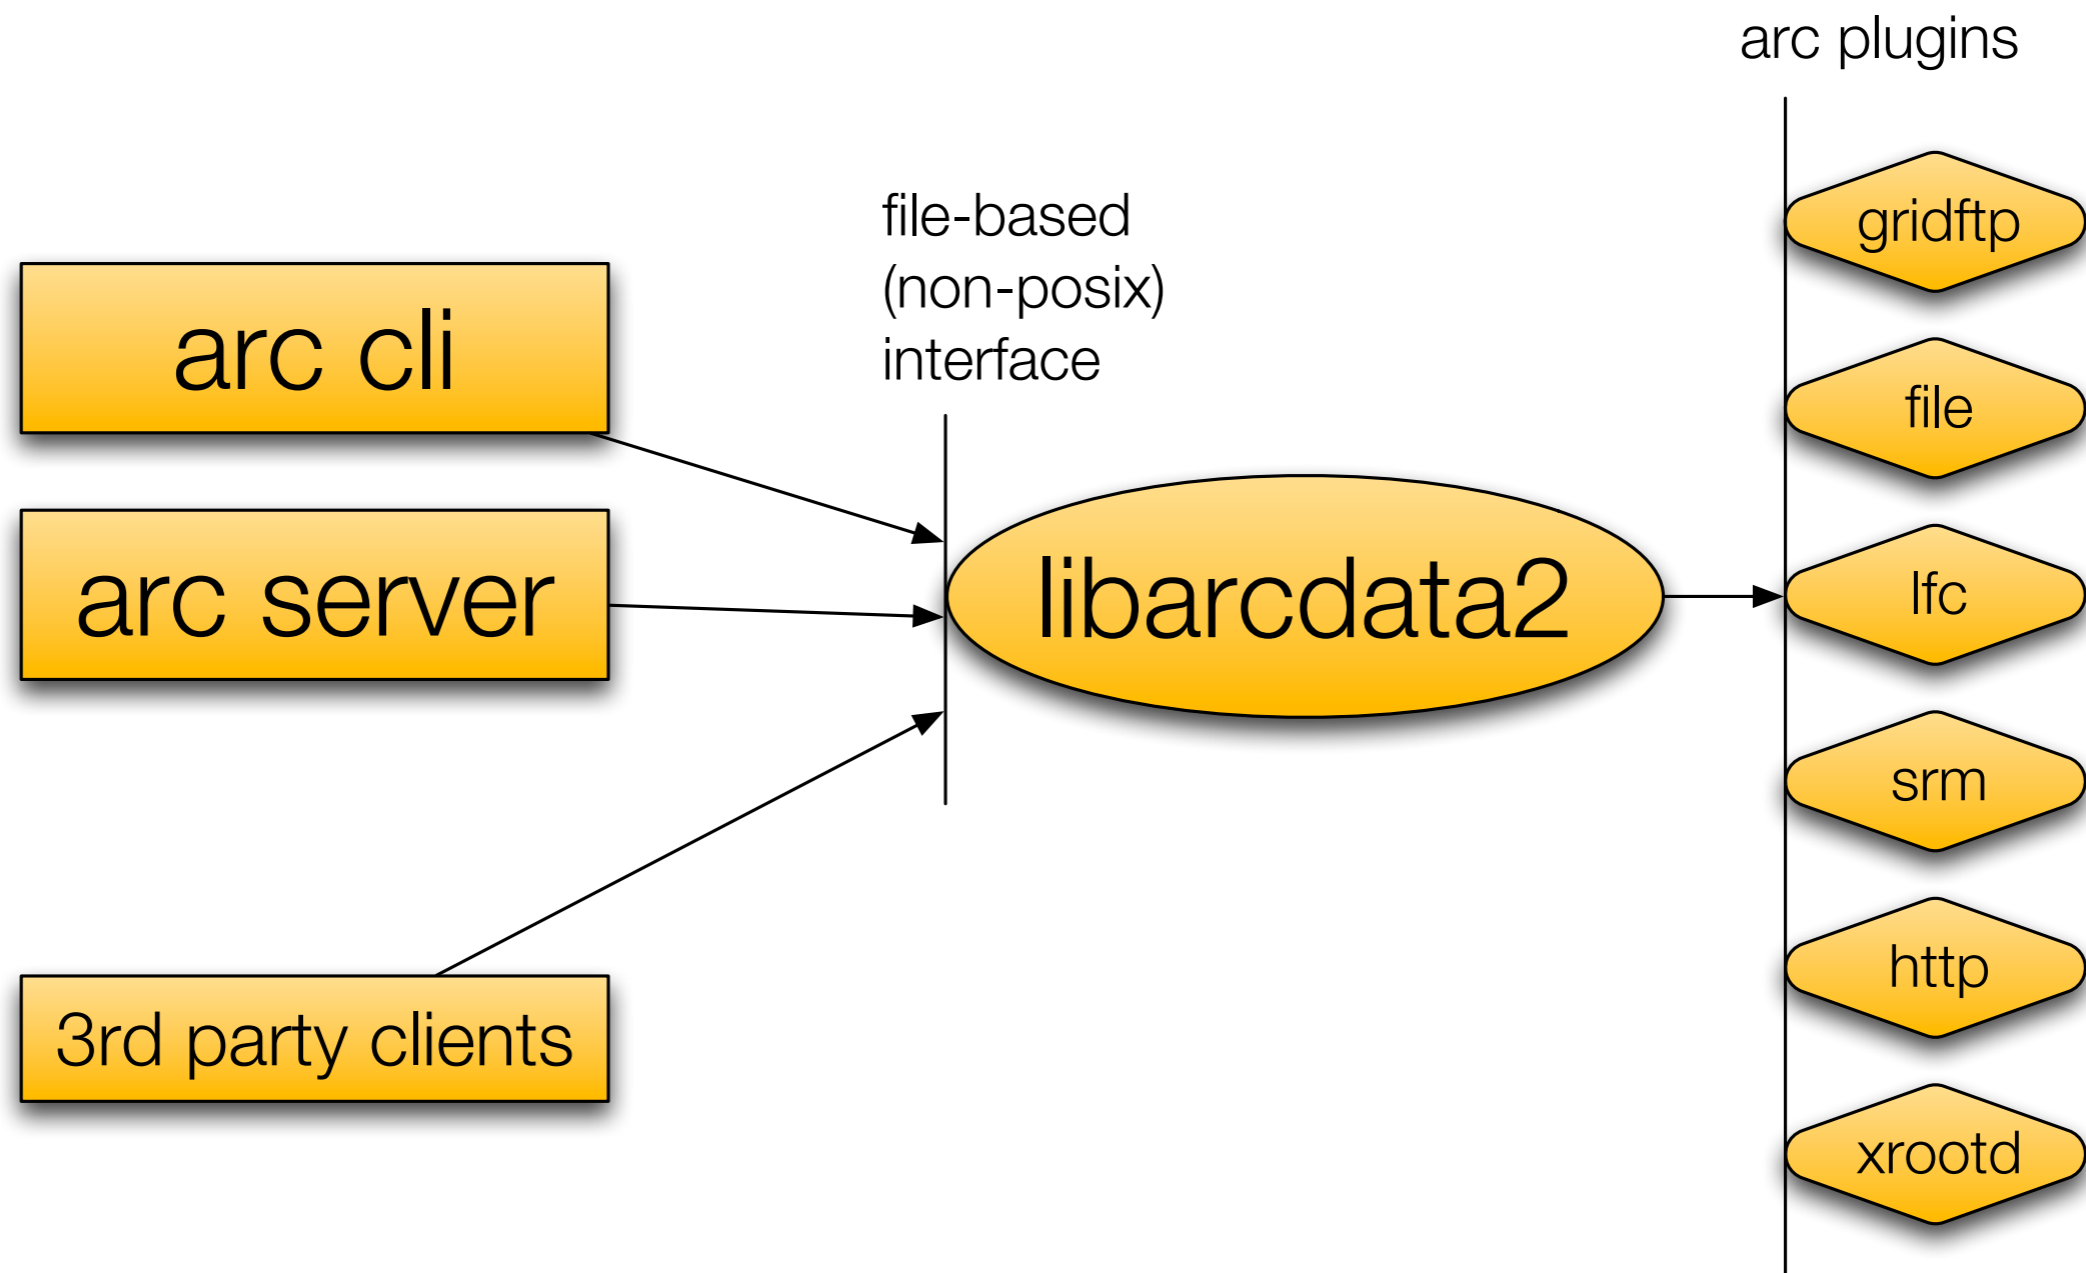 arc plugins
file-based
(non-posix)
interface
arc cli
arc server
3rd party clients
libarcdata2
gridftp
file
lfc
srm
http
xrootd